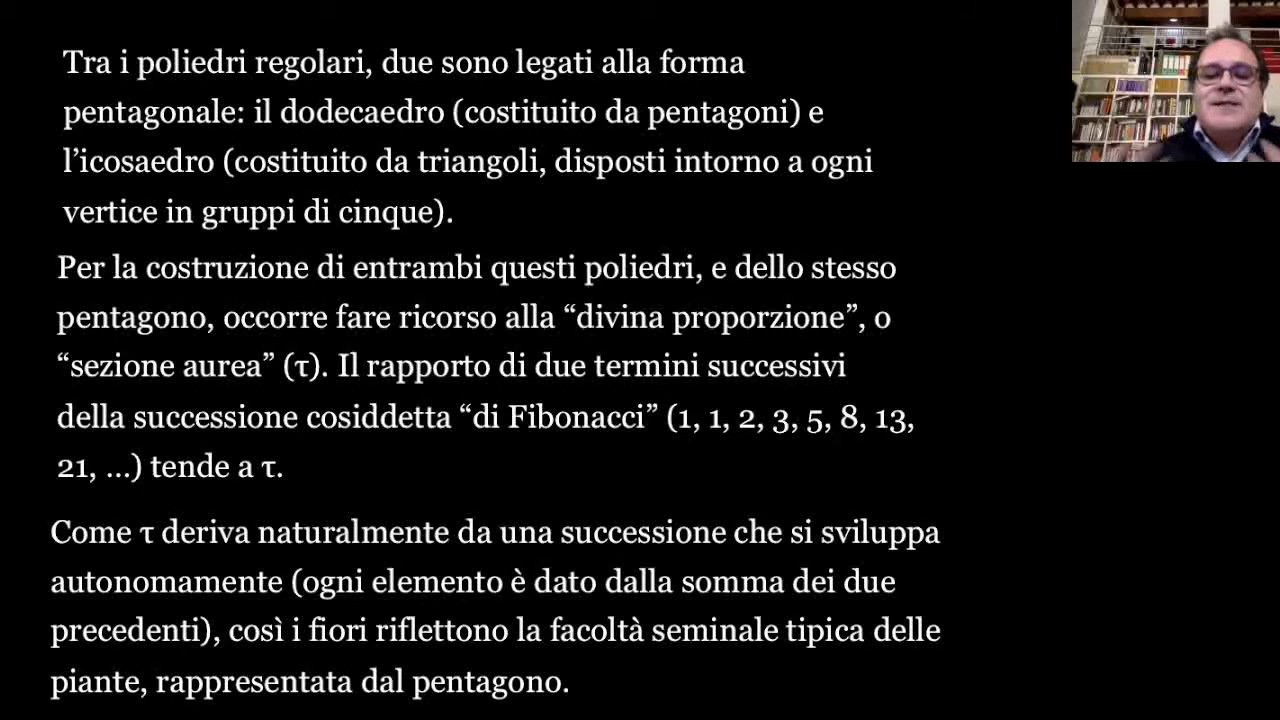 Tra i poliedri regolari, due sono legati alla forma
pentagonale: il dodecaedro (costituito da pentagoni) e
l’icosaedro (costituito da triangoli, disposti intorno a ogni
vertice in gruppi di cinque).
Per la costruzione di entrambi questi poliedri, e dello stesso
pentagono, occorre fare ricorso alla “divina proporzione”, o
“sezione aurea” (τ). Il rapporto di due termini successivi
della successione cosiddetta “di Fibonacci” (1, 1, 2, 3, 5, 8, 13,
21, ...) tende a τ.
Come τ deriva naturalmente da una successione che si sviluppa
autonomamente (ogni elemento è dato dalla somma dei due
precedenti), così i fiori riflettono la facoltà seminale tipica delle
piante, rappresentata dal pentagono.